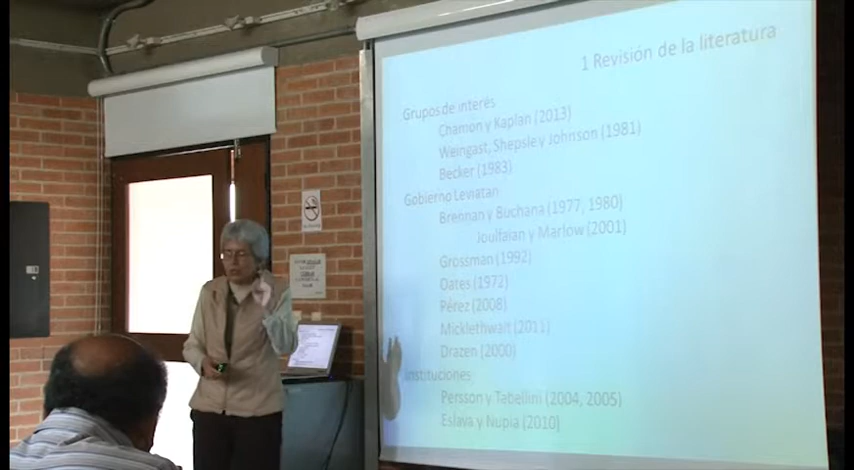 1 Revisión de la literatura
Grupos de interés
Chamon y Kaplan (2013)
Weingast, Shepsle y Johnson (1981)
Becker (1983)
Gobierno Leviatan
Brennan y Buchana (1977, 1980)
Joulfaian y Marlow (2001)
Grossman (1992)
Oates (1972)
Pérez (2008)
Micklethwait (2011)
Drazen (2000)
Instituciones
Persson y Tabellini (2004, 2005)
Eslava y Nupia (2010)